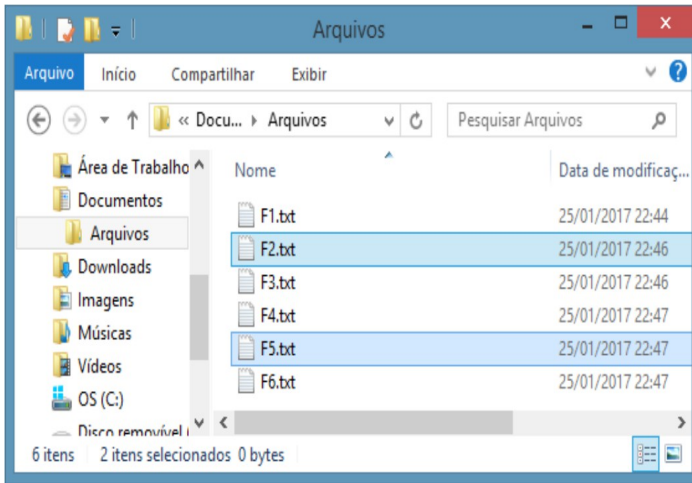 Arquivos
Arquivo Início Compartilhar Exibir
« Docu... Arquivos Pesquisar Arquivos
Área de Trabalho
Documentos
Arquivos
Downloads
Imagens
Músicas
Vídeos
OS (C:)
Disco removível (
Nome Data de modificaç...
F1.txt 25/01/2017 22:44
F2.txt 25/01/2017 22:46
F3.txt 25/01/2017 22:46
F4.txt 25/01/2017 22:47
F5.txt 25/01/2017 22:47
F6.txt 25/01/2017 22:47
6 itens 2 itens selecionados 0 bytes